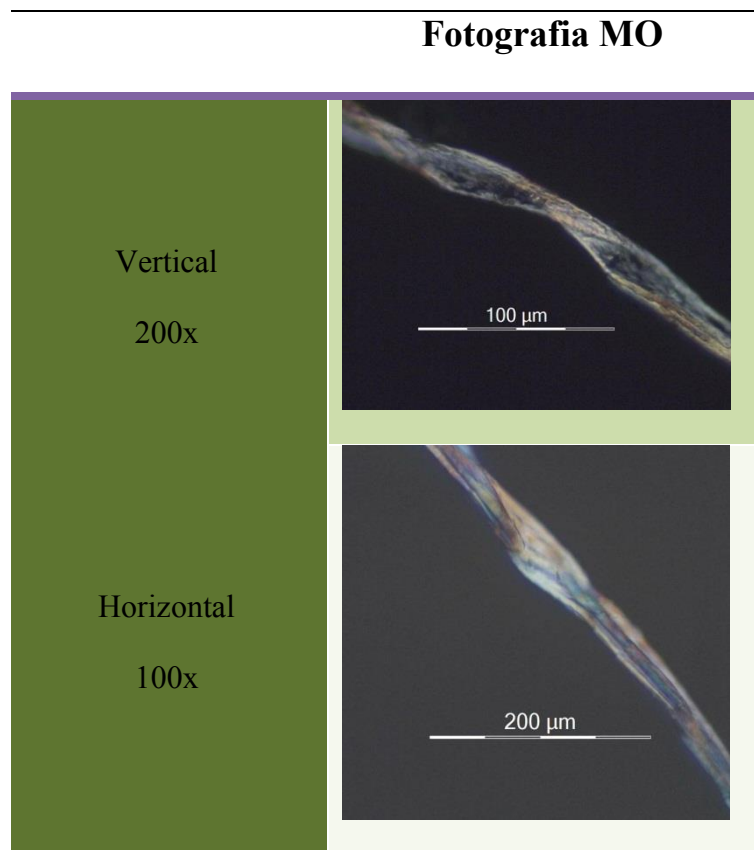 Fotografia MO
Vertical
200x
100 µm
Horizontal
100x
200 µm